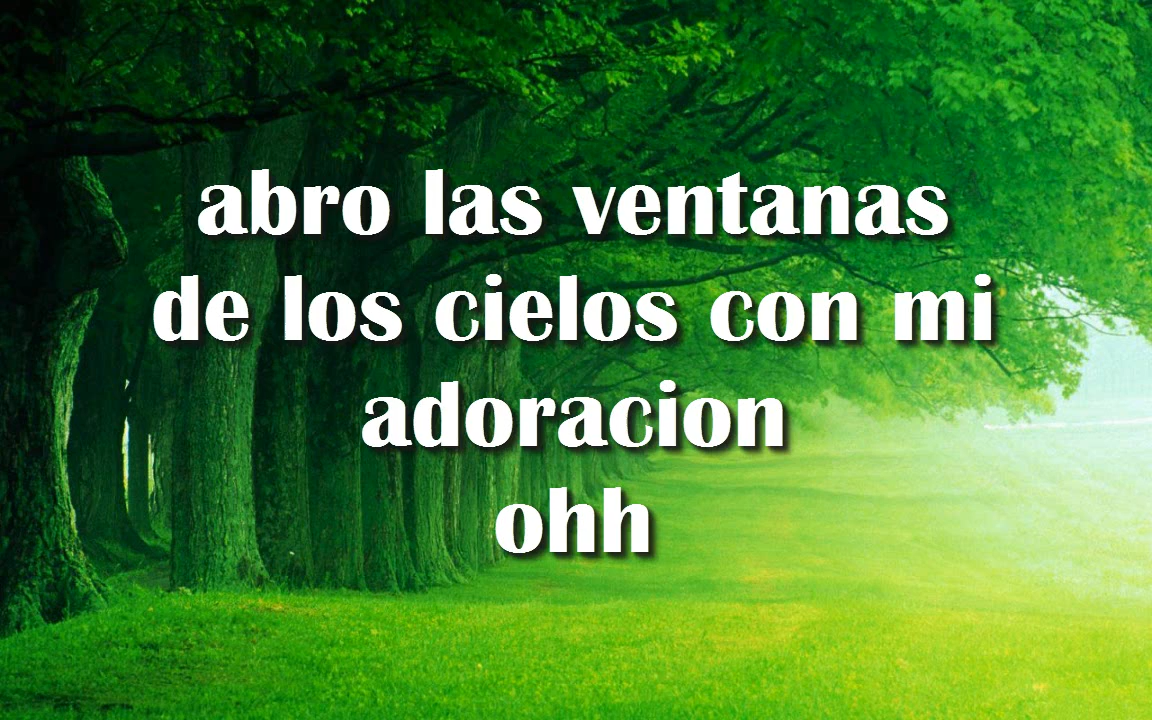 abro las ventanas
de los cielos con mi
adoracion
ohh